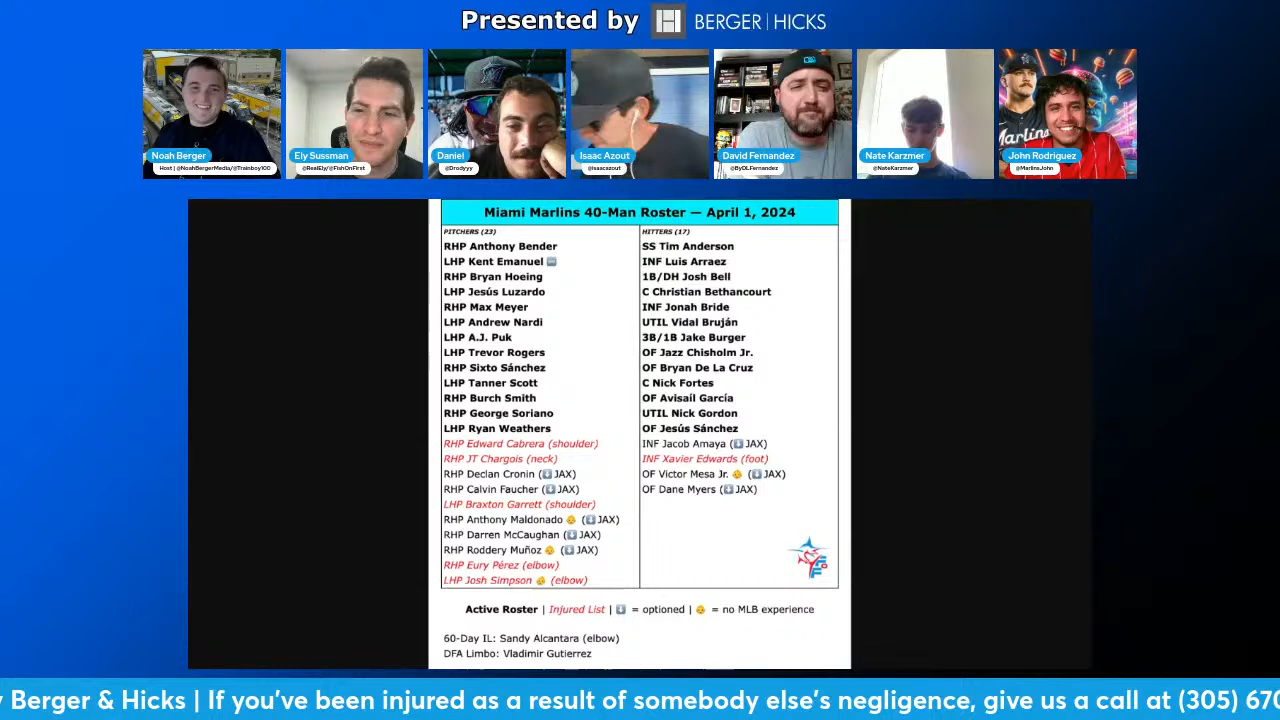 Presented by BERGER | HICKS
Noah Berger
Host | @NoahBergerMedia/@Trainboy100
Ely Sussman
@RealEly/@FishOnFirst
Daniel
@Drodyyy
Isaac Azout
@isaacazout
David Fernandez
@ByDLFernandez
Nate Karzmer
@NateKarzmer
Marlins
John Rodriguez
@MarlinsJohn
Miami Marlins 40-Man Roster — April 1, 2024
PITCHERS (23)
RHP Anthony Bender
LHP Kent Emanuel
RHP Bryan Hoeing
LHP Jesús Luzardo
RHP Max Meyer
LHP Andrew Nardi
LHP A.J. Puk
LHP Trevor Rogers
RHP Sixto Sánchez
LHP Tanner Scott
RHP Burch Smith
RHP George Soriano
LHP Ryan Weathers
RHP Edward Cabrera (shoulder)
RHP JT Chargois (neck)
RHP Declan Cronin (⬇️JAX)
RHP Calvin Faucher (⬇️JAX)
LHP Braxton Garrett (shoulder)
RHP Anthony Maldonado 👶 (⬇️JAX)
RHP Darren McCaughan (⬇️JAX)
RHP Roddery Muñoz 👶 (⬇️JAX)
RHP Eury Pérez (elbow)
LHP Josh Simpson 👶 (elbow)
HITTERS (17)
SS Tim Anderson
INF Luis Arraez
1B/DH Josh Bell
C Christian Bethancourt
INF Jonah Bride
UTIL Vidal Bruján
3B/1B Jake Burger
OF Jazz Chisholm Jr.
OF Bryan De La Cruz
C Nick Fortes
OF Avisaíl García
UTIL Nick Gordon
OF Jesús Sánchez
INF Jacob Amaya (⬇️JAX)
INF Xavier Edwards (foot)
OF Victor Mesa Jr. 👶 (⬇️JAX)
OF Dane Myers (⬇️JAX)
Active Roster | Injured List | ⬇️ = optioned | 👶 = no MLB experience
60-Day IL: Sandy Alcantara (elbow)
DFA Limbo: Vladimir Gutierrez
y Berger & Hicks | If you've been injured as a result of somebody else's negligence, give us a call at (305) 670